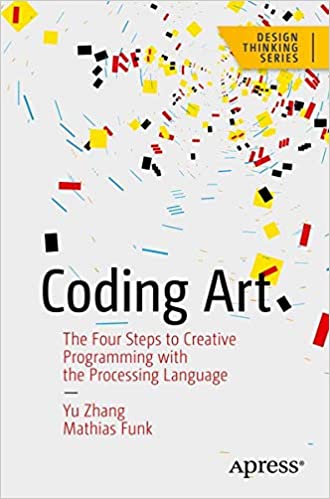 DESIGN
THINKING
SERIES
Coding Art
The Four Steps to Creative
Programming with
the Processing Language
Yu Zhang
Mathias Funk
Apress®